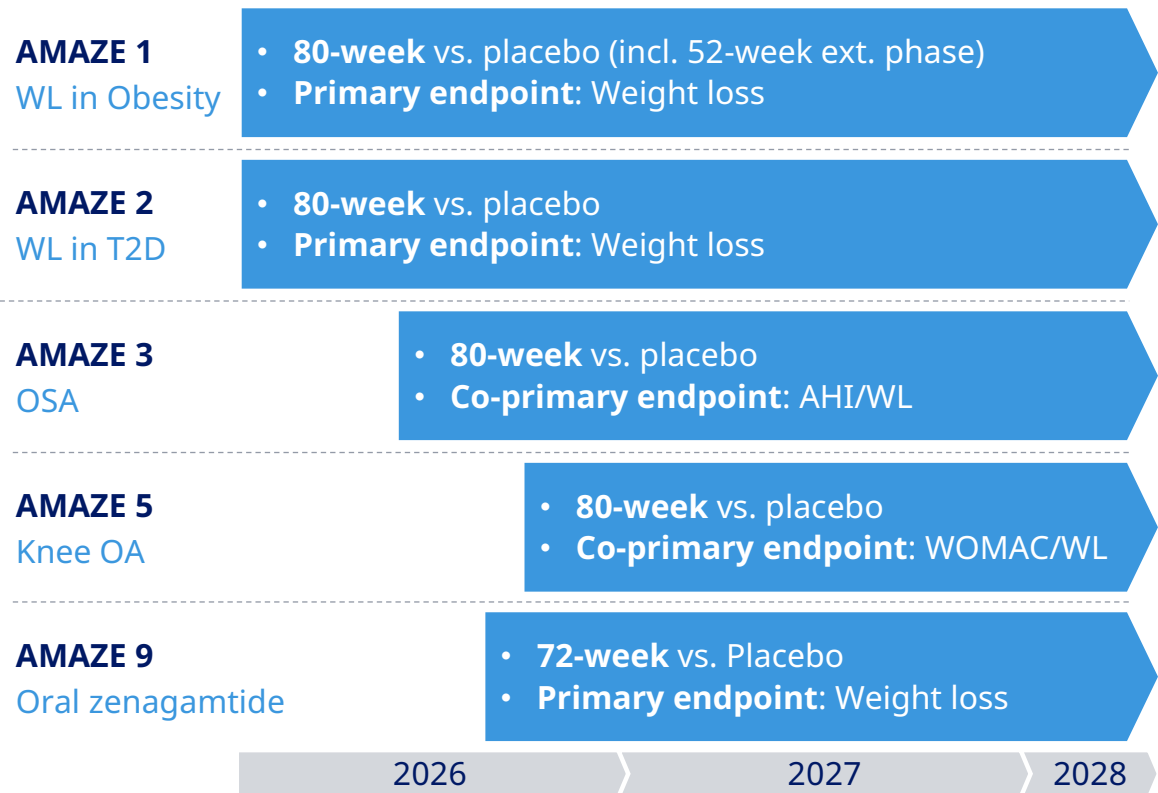 AMAZE 1
WL in Obesity
• 80-week vs. placebo (incl. 52-week ext. phase)
• Primary endpoint: Weight loss
AMAZE 2
WL in T2D
• 80-week vs. placebo
• Primary endpoint: Weight loss
AMAZE 3
OSA
• 80-week vs. placebo
• Co-primary endpoint: AHI/WL
AMAZE 5
Knee OA
• 80-week vs. placebo
• Co-primary endpoint: WOMAC/WL
AMAZE 9
Oral zenagamtide
• 72-week vs. Placebo
• Primary endpoint: Weight loss
2026 2027 2028